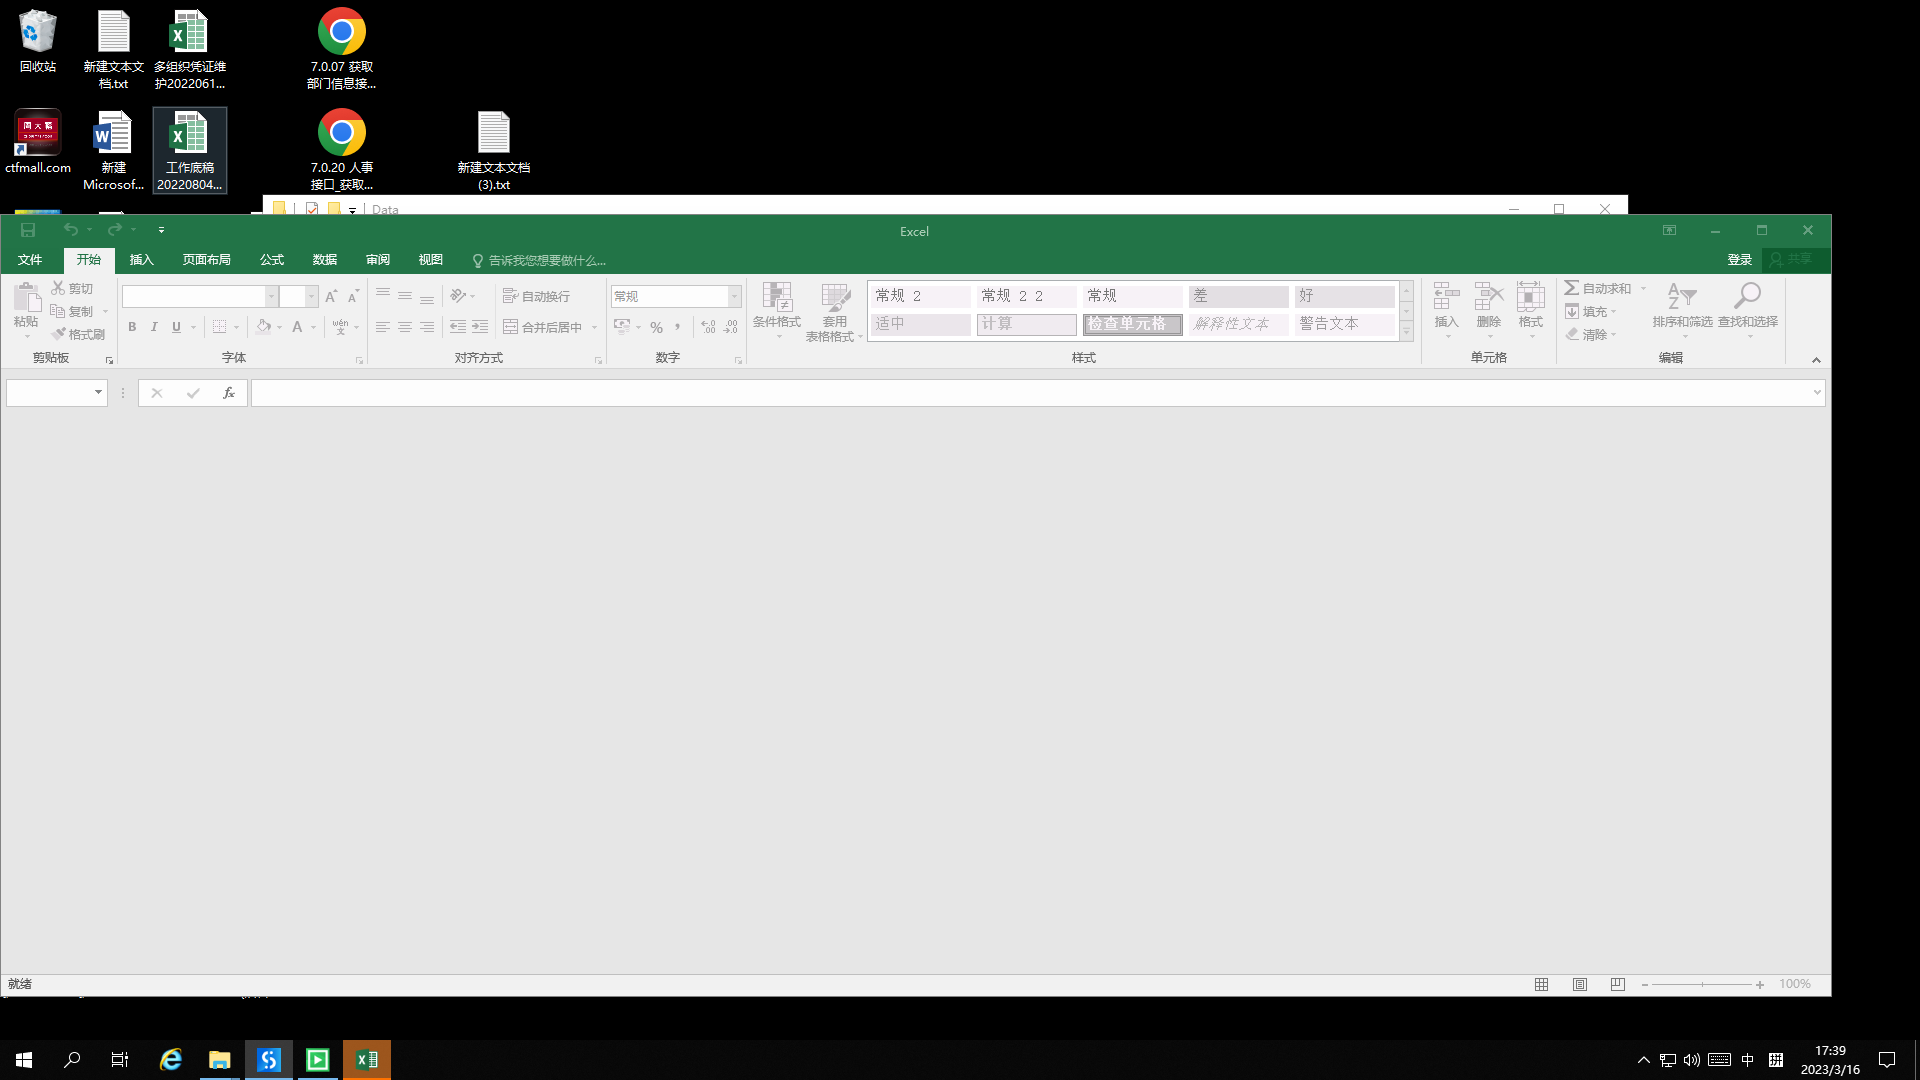 回收站
新建文本文
档.txt
多组织凭证维
护2022061...
7.0.07 获取
部门信息接...
ctfmall.com
新建
Microsof...
工作底稿
20220804...
7.0.20 人事
接口_获取...
新建文本文档
(3).txt
Data
Excel
文件
开始
插入
页面布局
公式
数据
审阅
视图
告诉我您想要做什么...
登录
共享
粘贴
剪切
复制
格式刷
剪贴板
B I U
A
wén
文
字体
自动换行
合并后居中
对齐方式
常规
%
数字
条件格式
套用
表格格式
常规 2
常规 2 2
常规
差
好
适中
计算
检查单元格
解释性文本
警告文本
样式
插入
删除
格式
单元格
自动求和
填充
清除
排序和筛选
查找和选择
编辑
fx
就绪
100%
中
拼
17:39
2023/3/16